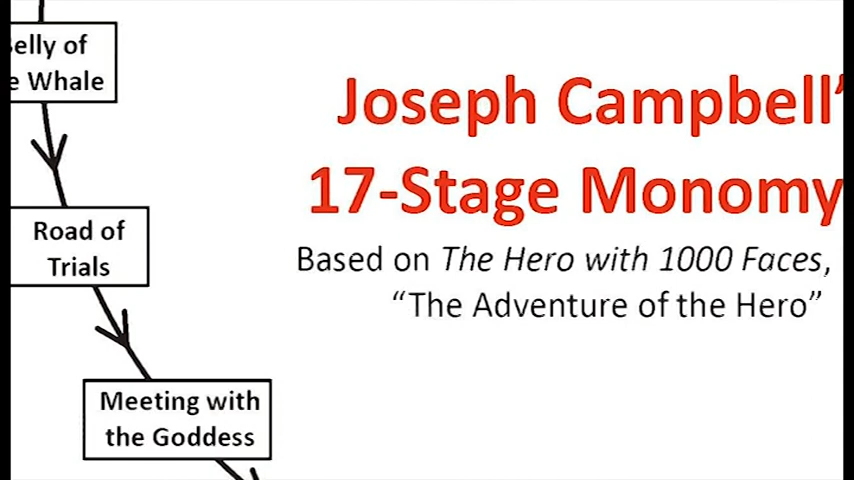 Belly of
e Whale
Joseph Campbell'
17-Stage Monomy
Road of
Trials
Based on The Hero with 1000 Faces,
“The Adventure of the Hero”
Meeting with
the Goddess